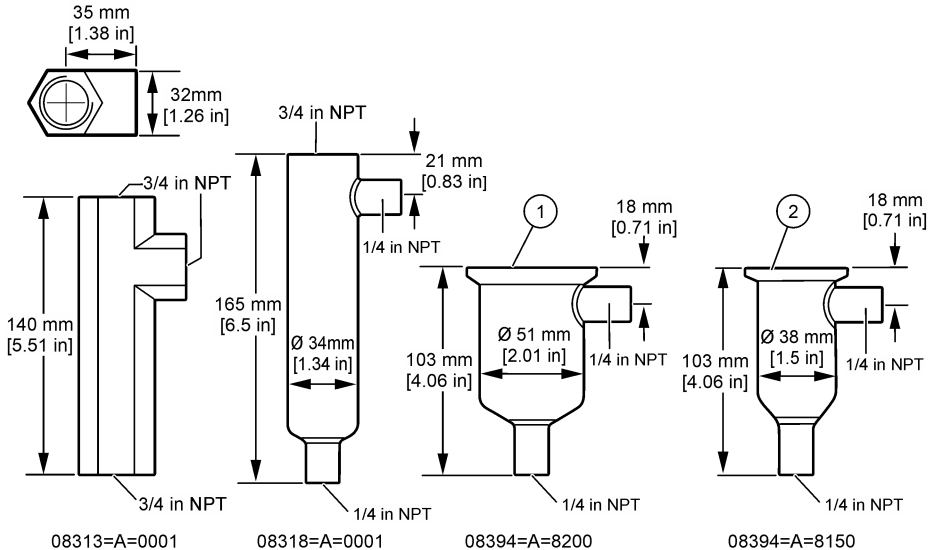 35 mm
[1.38 in]
32mm
[1.26 in]
3/4 in NPT
140 mm
[5.51 in]
3/4 in NPT
08313=A=0001
3/4 in NPT
21 mm
[0.83 in]
1/4 in NPT
165 mm
[6.5 in]
Ø 34mm
[1.34 in]
1/4 in NPT
08318=A=0001
1
18 mm
[0.71 in]
103 mm
[4.06 in]
Ø 51 mm
[2.01 in]
1/4 in NPT
1/4 in NPT
08394=A=8200
2
18 mm
[0.71 in]
103 mm
[4.06 in]
Ø 38 mm
[1.5 in]
1/4 in NPT
1/4 in NPT
08394=A=8150